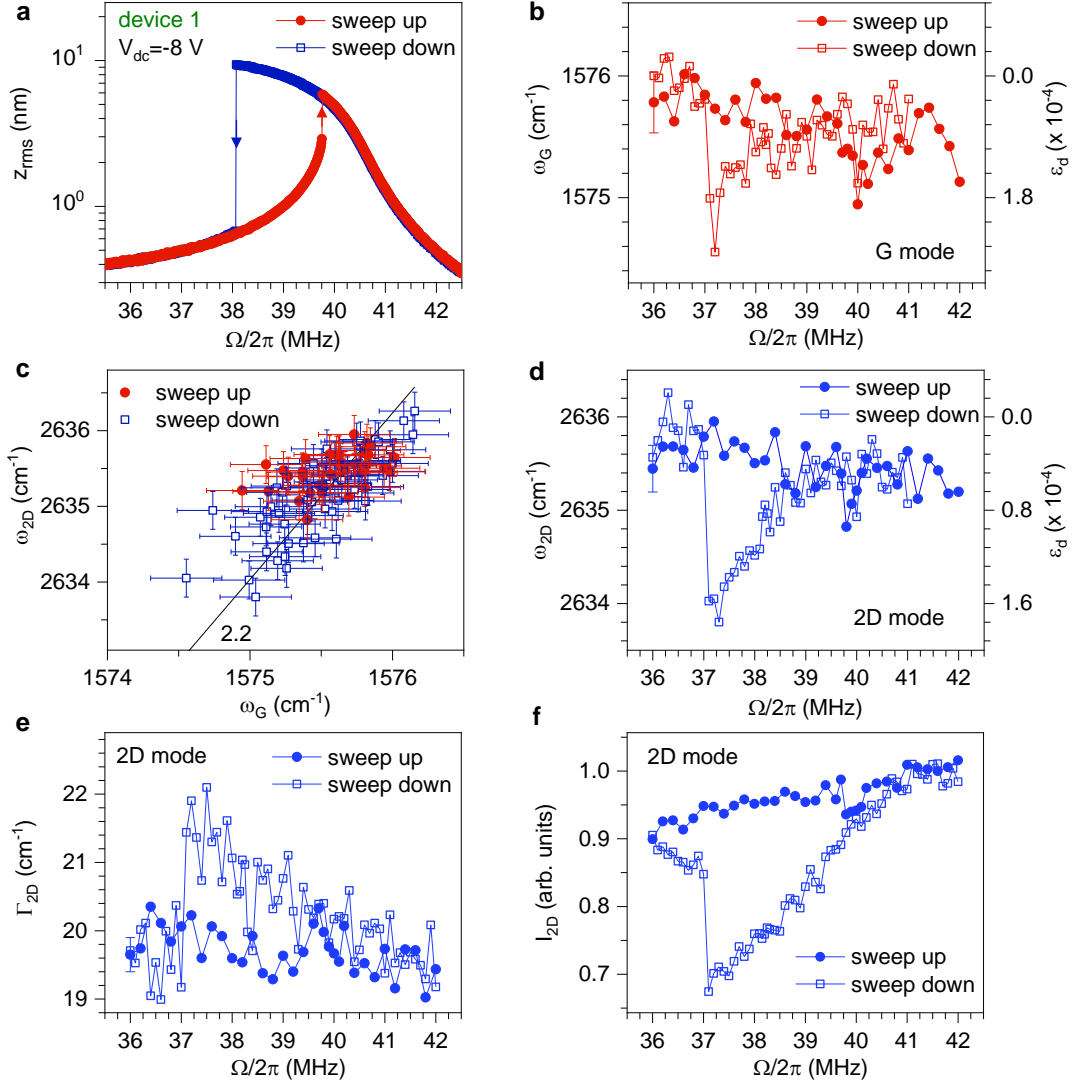 a
device 1
V_dc=-8 V
sweep up
sweep down
10^1
10^0
z_rms (nm)
36 37 38 39 40 41 42
Ω/2π (MHz)
b
sweep up
sweep down
1576
1575
ω_G (cm^-1)
0.0
1.8
ε_d (x 10^-4)
G mode
36 37 38 39 40 41 42
Ω/2π (MHz)
c
sweep up
sweep down
2636
2635
2634
ω_2D (cm^-1)
2.2
1574 1575 1576
ω_G (cm^-1)
d
sweep up
sweep down
2636
2635
2634
ω_2D (cm^-1)
0.0
0.8
1.6
ε_d (x 10^-4)
2D mode
36 37 38 39 40 41 42
Ω/2π (MHz)
e
2D mode
sweep up
sweep down
22
21
20
19
Γ_2D (cm^-1)
36 37 38 39 40 41 42
Ω/2π (MHz)
f
2D mode
1.0
0.9
0.8
0.7
I_2D (arb. units)
sweep up
sweep down
36 37 38 39 40 41 42
Ω/2π (MHz)